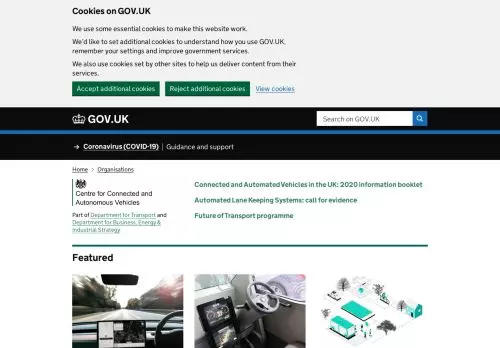 Cookies on GOV.UK
We use some essential cookies to make this website work.
We'd like to set additional cookies to understand how you use GOV.UK,
remember your settings and improve government services.
We also use cookies set by other sites to help us deliver content from their
services.
Accept additional cookies
Reject additional cookies
View cookies
GOV.UK
Search on GOV.UK
→ Coronavirus (COVID-19) | Guidance and support
Home > Organisations
Centre for Connected and
Autonomous Vehicles
Part of Department for Transport and
Department for Business, Energy &
Industrial Strategy
Connected and Automated Vehicles in the UK: 2020 information booklet
Automated Lane Keeping Systems: call for evidence
Future of Transport programme
Featured